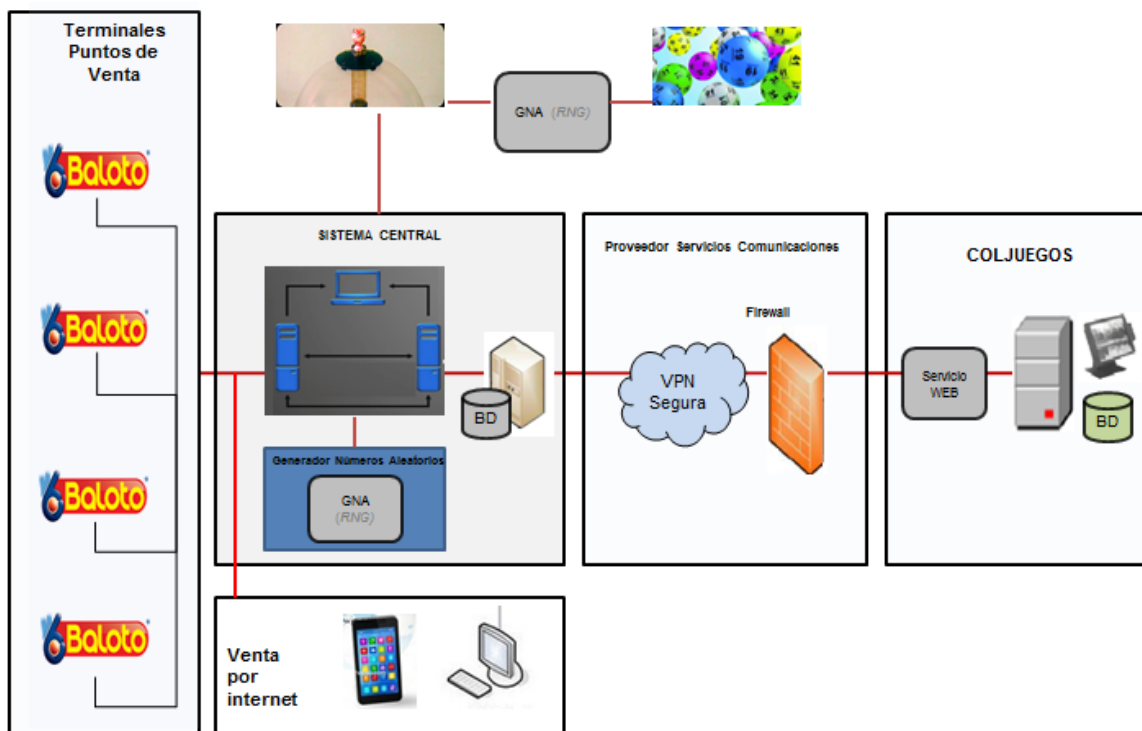 Terminales
Puntos de
Venta
GNA (RNG)
Baloto
Baloto
Baloto
Baloto
SISTEMA CENTRAL
BD
Generador Números Aleatorios
GNA
(RNG)
Proveedor Servicios Comunicaciones
Firewall
VPN
Segura
COLJUEGOS
Servicio
WEB
BD
Venta
por
internet